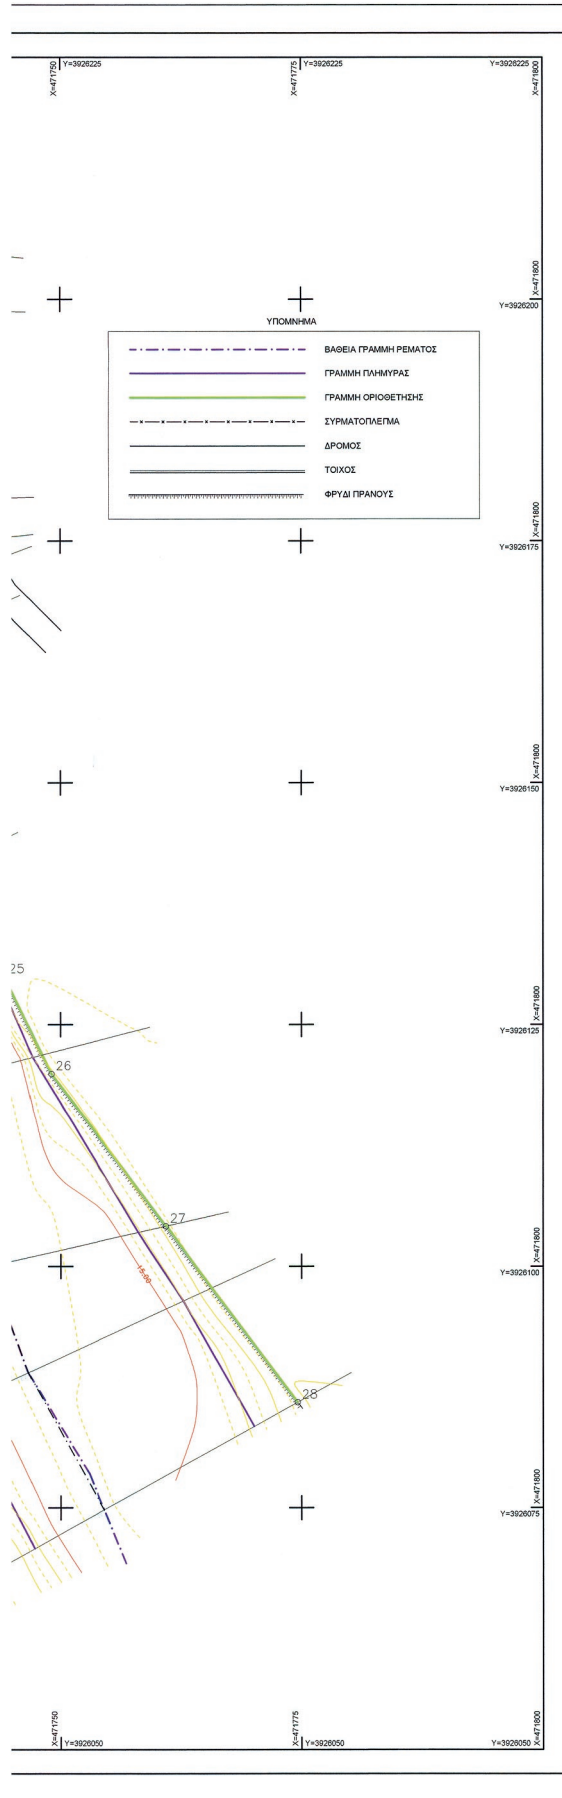 X=471750
Y=3926225
X=471775
Y=3926225
Y=3926225
X=471800
X=471800
Y=3926200
ΥΠΟΜΝΗΜΑ
ΒΑΘΕΙΑ ΓΡΑΜΜΗ ΡΕΜΑΤΟΣ
ΓΡΑΜΜΗ ΠΛΗΜΥΡΑΣ
ΓΡΑΜΜΗ ΟΡΙΟΘΕΤΗΣΗΣ
ΣΥΡΜΑΤΟΠΛΕΓΜΑ
ΔΡΟΜΟΣ
ΤΟΙΧΟΣ
ΦΡΥΔΙ ΠΡΑΝΟΥΣ
X=471800
Y=3926175
X=471800
Y=3926150
25
X=471800
Y=3926125
26
27
X=471800
Y=3926100
15.00
28
X=471800
Y=3926075
X=471750
Y=3926050
X=471775
Y=3926050
Y=3926050
X=471800